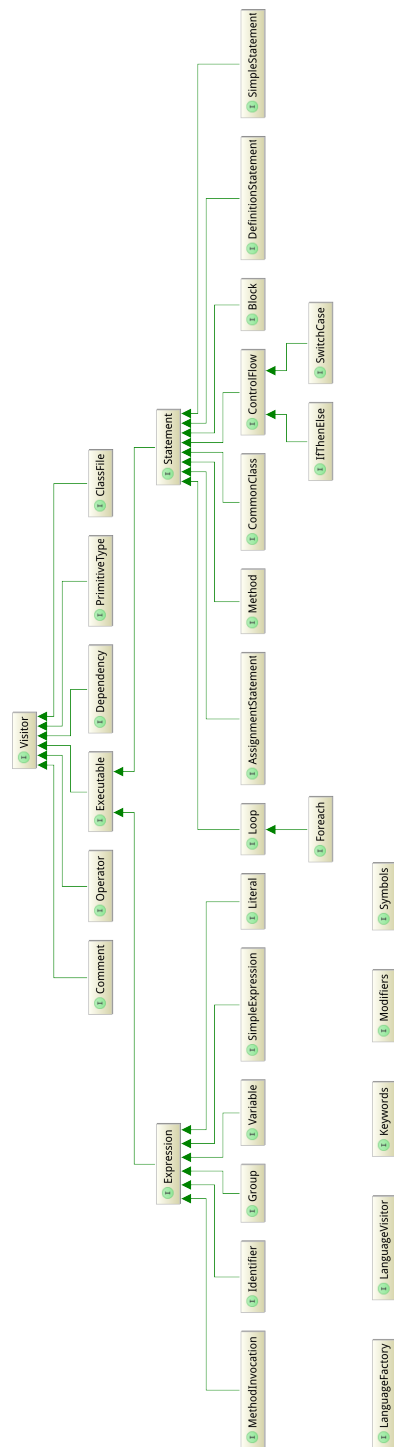 Visitor
Comment
Operator
Executable
Dependency
PrimitiveType
ClassFile
Expression
Statement
MethodInvocation
Identifier
Group
Variable
SimpleExpression
Literal
Loop
AssignmentStatement
Method
CommonClass
ControlFlow
Block
DefinitionStatement
SimpleStatement
Foreach
IfThenElse
SwitchCase
LanguageFactory
LanguageVisitor
Keywords
Modifiers
Symbols